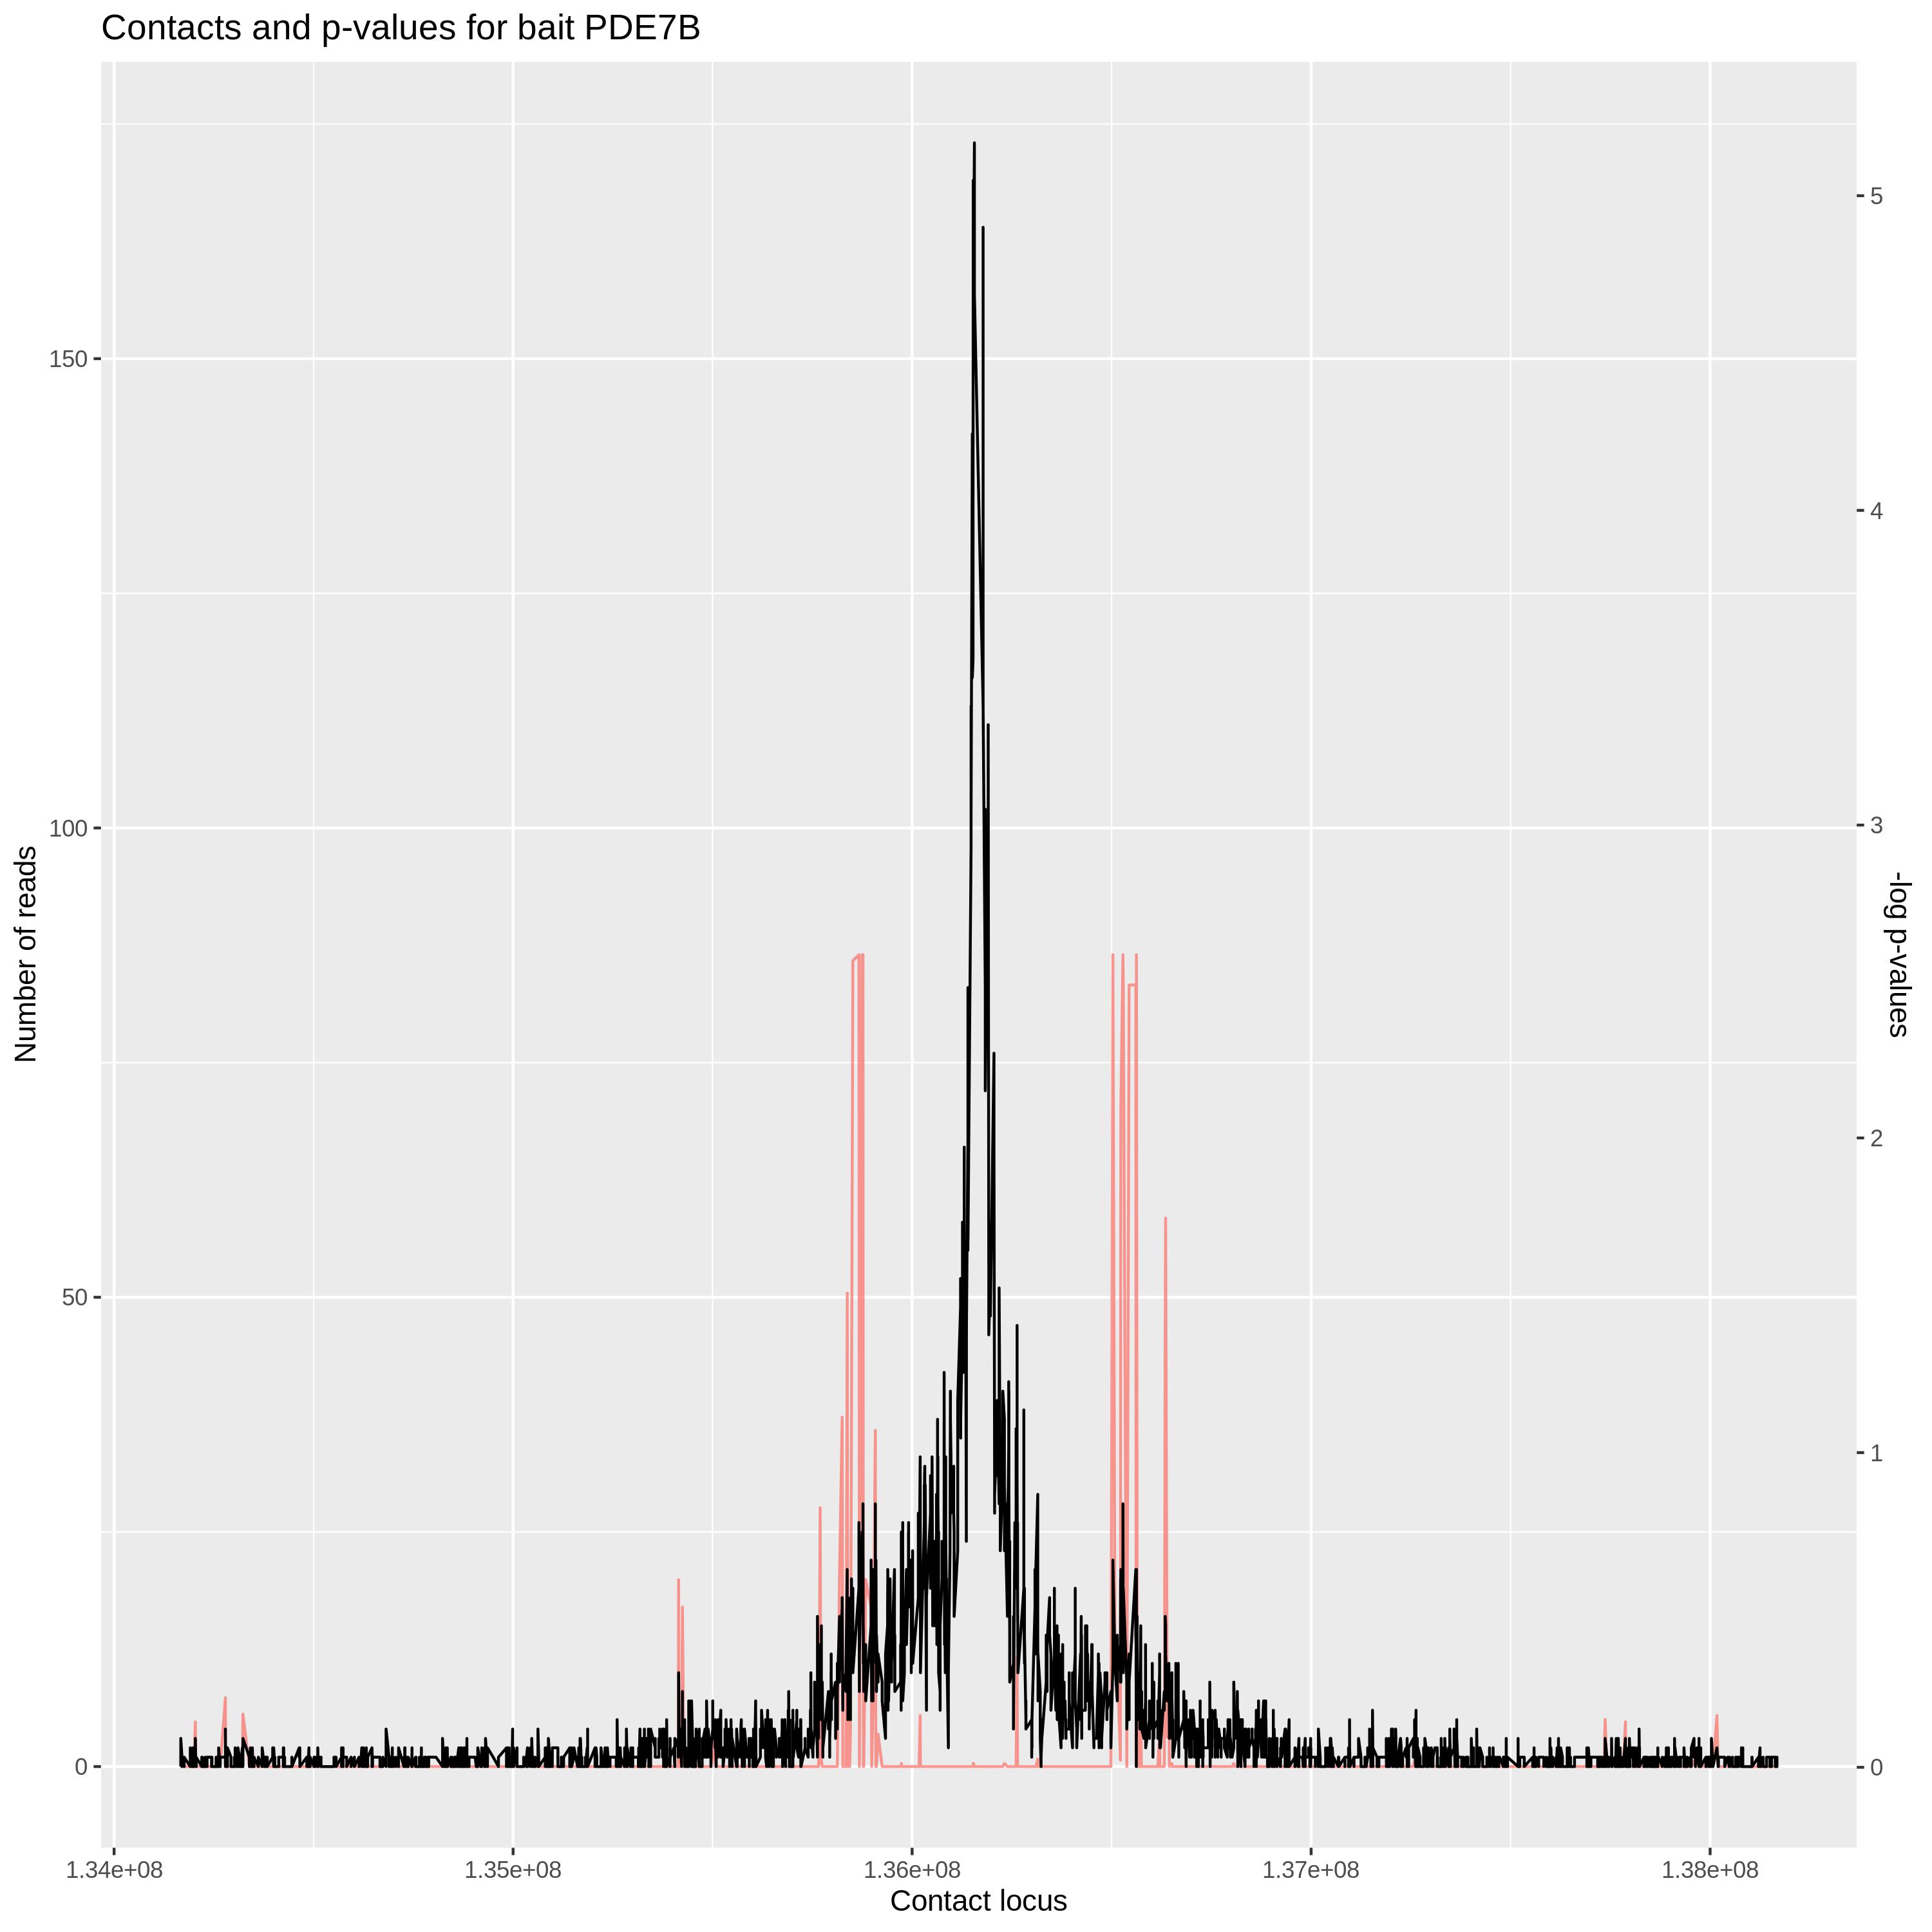 Contacts and p-values for bait PDE7B
Number of reads
150
100
50
0
5
4
3
2
1
0
-log p-values
1.34e+08
1.35e+08
1.36e+08
1.37e+08
1.38e+08
Contact locus